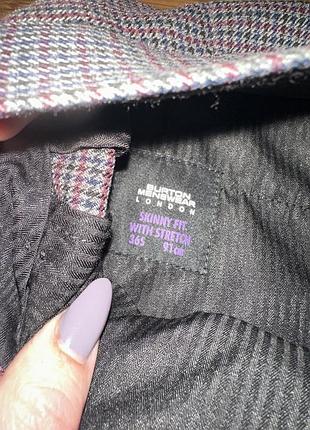 BURTON
MENSWEAR
LONDON
SKINNY FIT
WITH STRETCH
36S 91cm